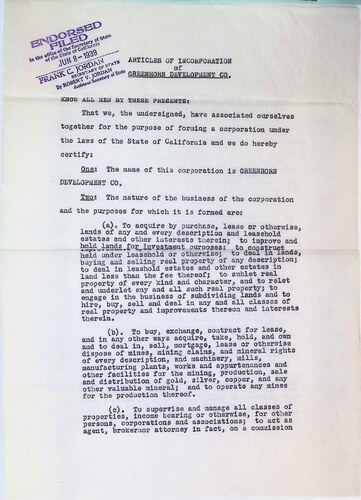 ENDORSED
FILED
in the office of the Secretary of State
of the State of California
JUN 8 - 1939
FRANK C. JORDAN
SECRETARY OF STATE
By ROBERT V. JORDAN
Assistant Secretary of State
ARTICLES OF INCORPORATION
of
GREENHORN DEVELOPMENT CO.
KNOW ALL MEN BY THESE PRESENTS:
That we, the undersigned, have associated ourselves
together for the purpose of forming a corporation under
the laws of the State of California and we do hereby
certify:
One: The name of this corporation is GREENHORN
DEVELOPMENT CO.
Two: The nature of the business of the corporation
and the purposes for which it is formed are:
(a). To acquire by purchase, lease or otherwise,
lands of any and every description and leasehold
estates and other interests therein; to improve and
hold lands for investment purposes; to construct
held under leasehold or otherwise; to deal in lands,
buying and selling real property of any description;
to deal in leasehold estates and other estates in
land less than the fee thereof; to sublet real
property of every kind and character, and to relet
and underlet any and all such real property; to
engage in the business of subdividing lands and to
hire, buy, sell and deal in any and all classes of
real property and improvements thereon and interests
therein.
(b). To buy, exchange, contract for lease,
and in any other ways acquire, take, hold, and own
and to deal in, sell, mortgage, lease or otherwise
dispose of mines, mining claims, and mineral rights
of every description, and machinery, mills,
manufacturing plants, works and appurtenances and
other facilities for the mining, production, sale
and distribution of gold, silver, copper, and any
other valuable mineral; and to operate any mines
for the production thereof.
(c). To supervise and manage all classes of
properties, income bearing or otherwise, for other
persons, corporations and associations; to act as
agent, brokernor attorney in fact, on a commission